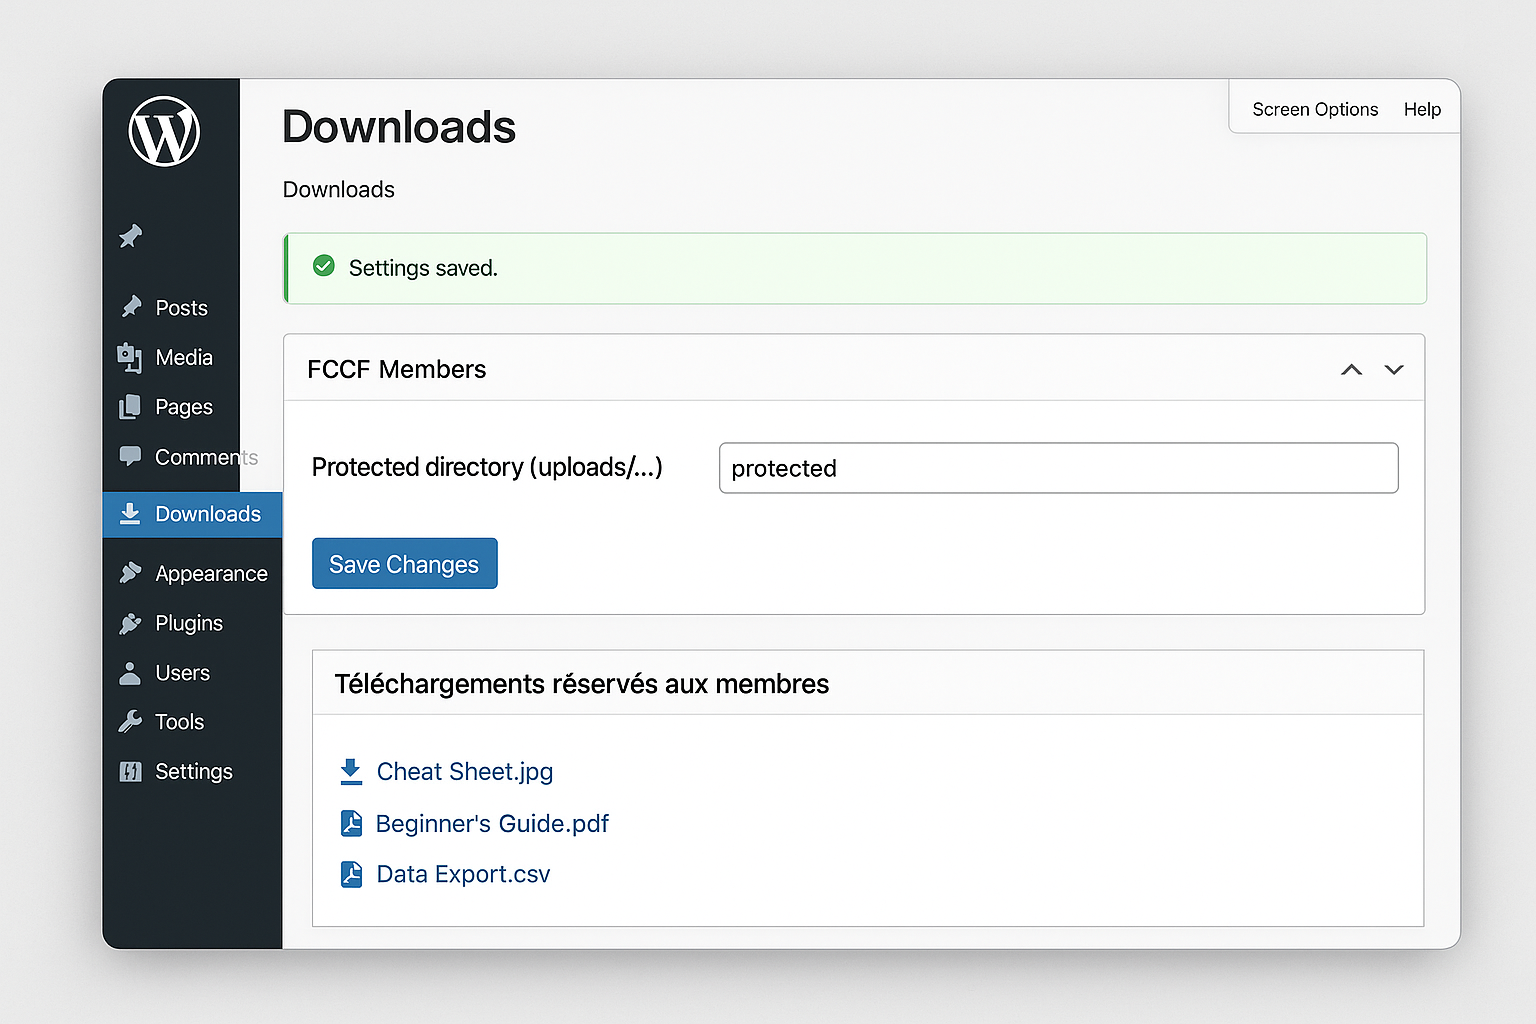 Downloads
Screen Options Help
Downloads
Settings saved.
Posts
Media
Pages
Comments
Downloads
Appearance
Plugins
Users
Tools
Settings
FCCF Members
Protected directory (uploads/...) protected
Save Changes
Téléchargements réservés aux membres
Cheat Sheet.jpg
Beginner's Guide.pdf
Data Export.csv